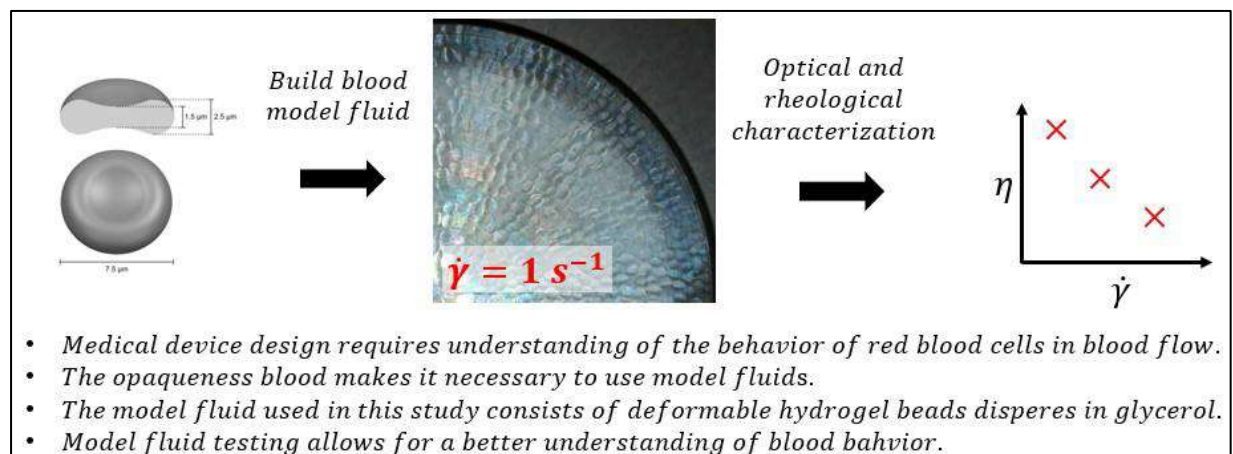 Build blood
model fluid
Optical and
rheological
characterization
1.5 µm
2.5 µm
7.5 µm
γ̇ = 1 s⁻¹
η
γ̇
• Medical device design requires understanding of the behavior of red blood cells in blood flow.
• The opaqueness blood makes it necessary to use model fluids.
• The model fluid used in this study consists of deformable hydrogel beads disperes in glycerol.
• Model fluid testing allows for a better understanding of blood bahvior.